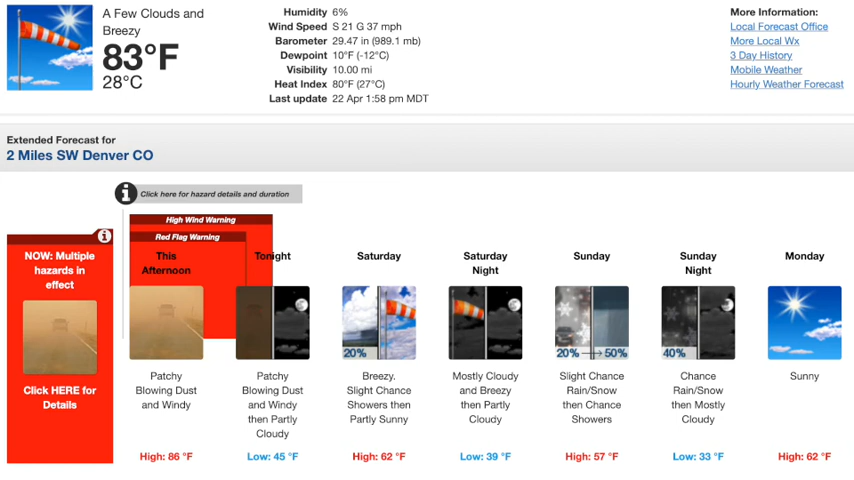 A Few Clouds and
Breezy
83°F
28°C
Humidity 6%
Wind Speed S 21 G 37 mph
Barometer 29.47 in (989.1 mb)
Dewpoint 10°F (-12°C)
Visibility 10.00 mi
Heat Index 80°F (27°C)
Last update 22 Apr 1:58 pm MDT
More Information:
Local Forecast Office
More Local Wx
3 Day History
Mobile Weather
Hourly Weather Forecast
Extended Forecast for
2 Miles SW Denver CO
i Click here for hazard details and duration
High Wind Warning
Red Flag Warning
i
NOW: Multiple
hazards in
effect
Click HERE for
Details
This
Afternoon
Patchy
Blowing Dust
and Windy
High: 86 °F
Tonight
Patchy
Blowing Dust
and Windy
then Partly
Cloudy
Low: 45 °F
Saturday
20%
Breezy.
Slight Chance
Showers then
Partly Sunny
High: 62 °F
Saturday
Night
Mostly Cloudy
and Breezy
then Partly
Cloudy
Low: 39 °F
Sunday
20% → 50%
Slight Chance
Rain/Snow
then Chance
Showers
High: 57 °F
Sunday
Night
40%
Chance
Rain/Snow
then Mostly
Cloudy
Low: 33 °F
Monday
Sunny
High: 62 °F